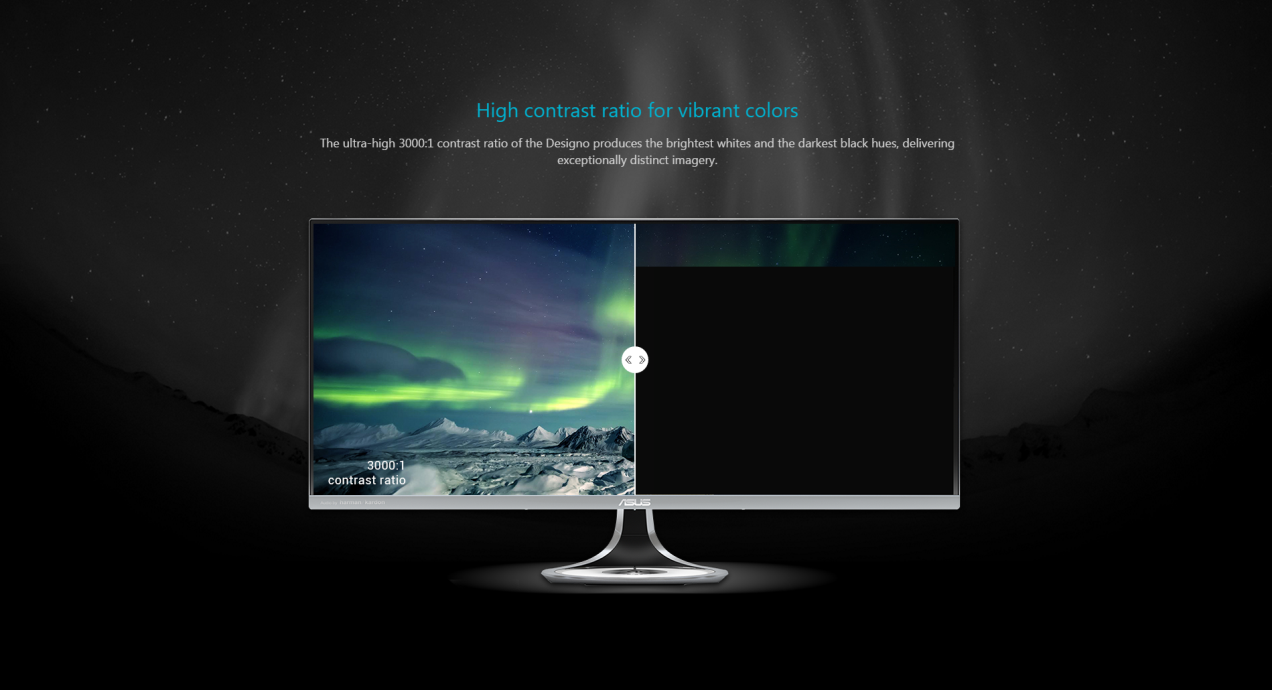 High contrast ratio for vibrant colors
The ultra-high 3000:1 contrast ratio of the Designo produces the brightest whites and the darkest black hues, delivering
exceptionally distinct imagery.
3000:1
contrast ratio
ASUS